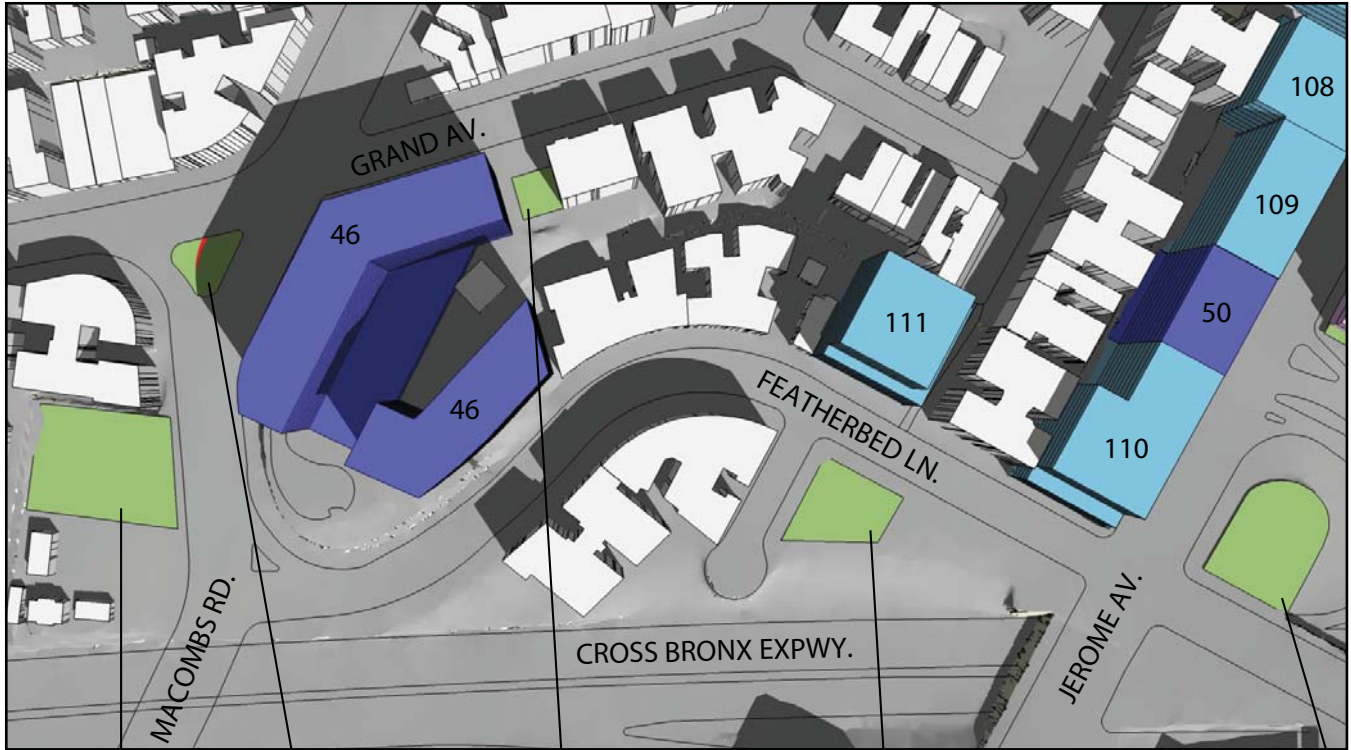 108
GRAND AV.
109
46
50
111
FEATHERBED LN.
46
110
MACOMBS RD.
CROSS BRONX EXPWY.
JEROME AV.